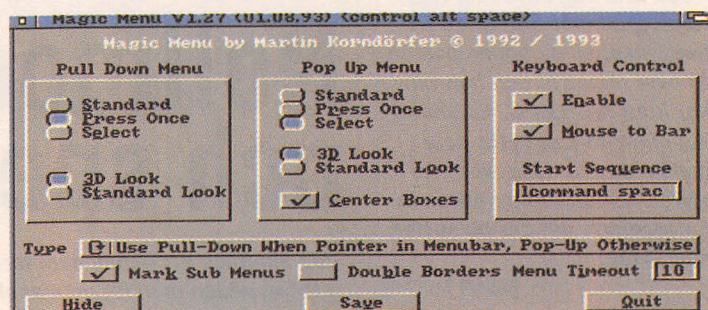 Magic Menu V1.27 (01.08.93) (control alt space)
Magic Menu by Martin Korndörfer © 1992 / 1993
Pull Down Menu
Standard
Press Once
Select
3D Look
Standard Look
Pop Up Menu
Standard
Press Once
Select
3D Look
Standard Look
Center Boxes
Keyboard Control
Enable
Mouse to Bar
Start Sequence
lcommand spac
Type Use Pull-Down When Pointer in Menubar, Pop-Up Otherwise
Mark Sub Menus Double Borders Menu Timeout 10
Hide Save Quit